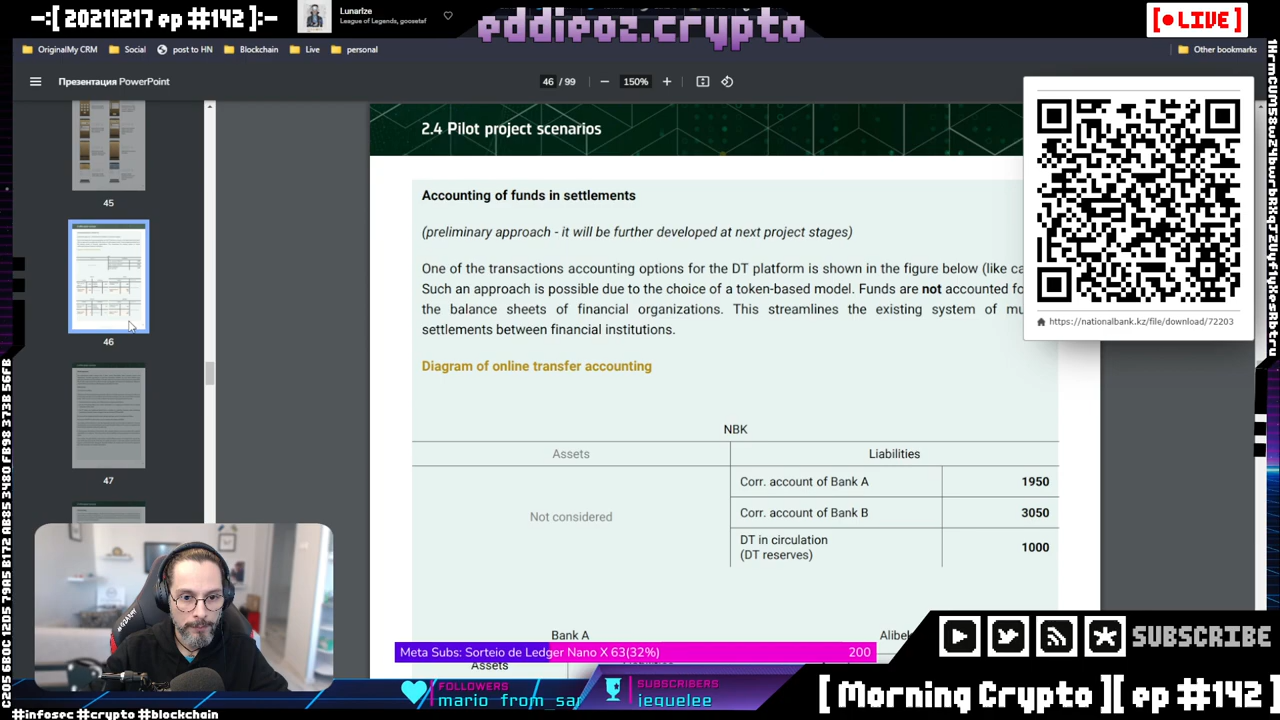 -:[ 20211217 ep #142 ]:-
Lunarize
League of Legends, goosetaf
eddieoz.crypto
[ LIVE ]
OriginalMy CRM
Social
post to HN
Blockchain
Live
personal
Other bookmarks
Презентация PowerPoint
46 / 99
150%
45
46
47
2.4 Pilot project scenarios
https://nationalbank.kz/file/download/72203
Accounting of funds in settlements
(preliminary approach - it will be further developed at next project stages)
One of the transactions accounting options for the DT platform is shown in the figure below (like ca
Such an approach is possible due to the choice of a token-based model. Funds are not accounted fo
the balance sheets of financial organizations. This streamlines the existing system of mu
settlements between financial institutions.
Diagram of online transfer accounting
NBK
Assets
Liabilities
Not considered
Corr. account of Bank A
1950
Corr. account of Bank B
3050
DT in circulation
(DT reserves)
1000
Bank A
Alibek
Assets
Meta Subs: Sorteio de Ledger Nano X 63(32%)
200
FOLLOWERS
mario_from_sa
SUBSCRIBERS
jeguelee
SUBSCRIBE
[ Morning Crypto ][ ep #142 ]
#infosec #crypto #blockchain